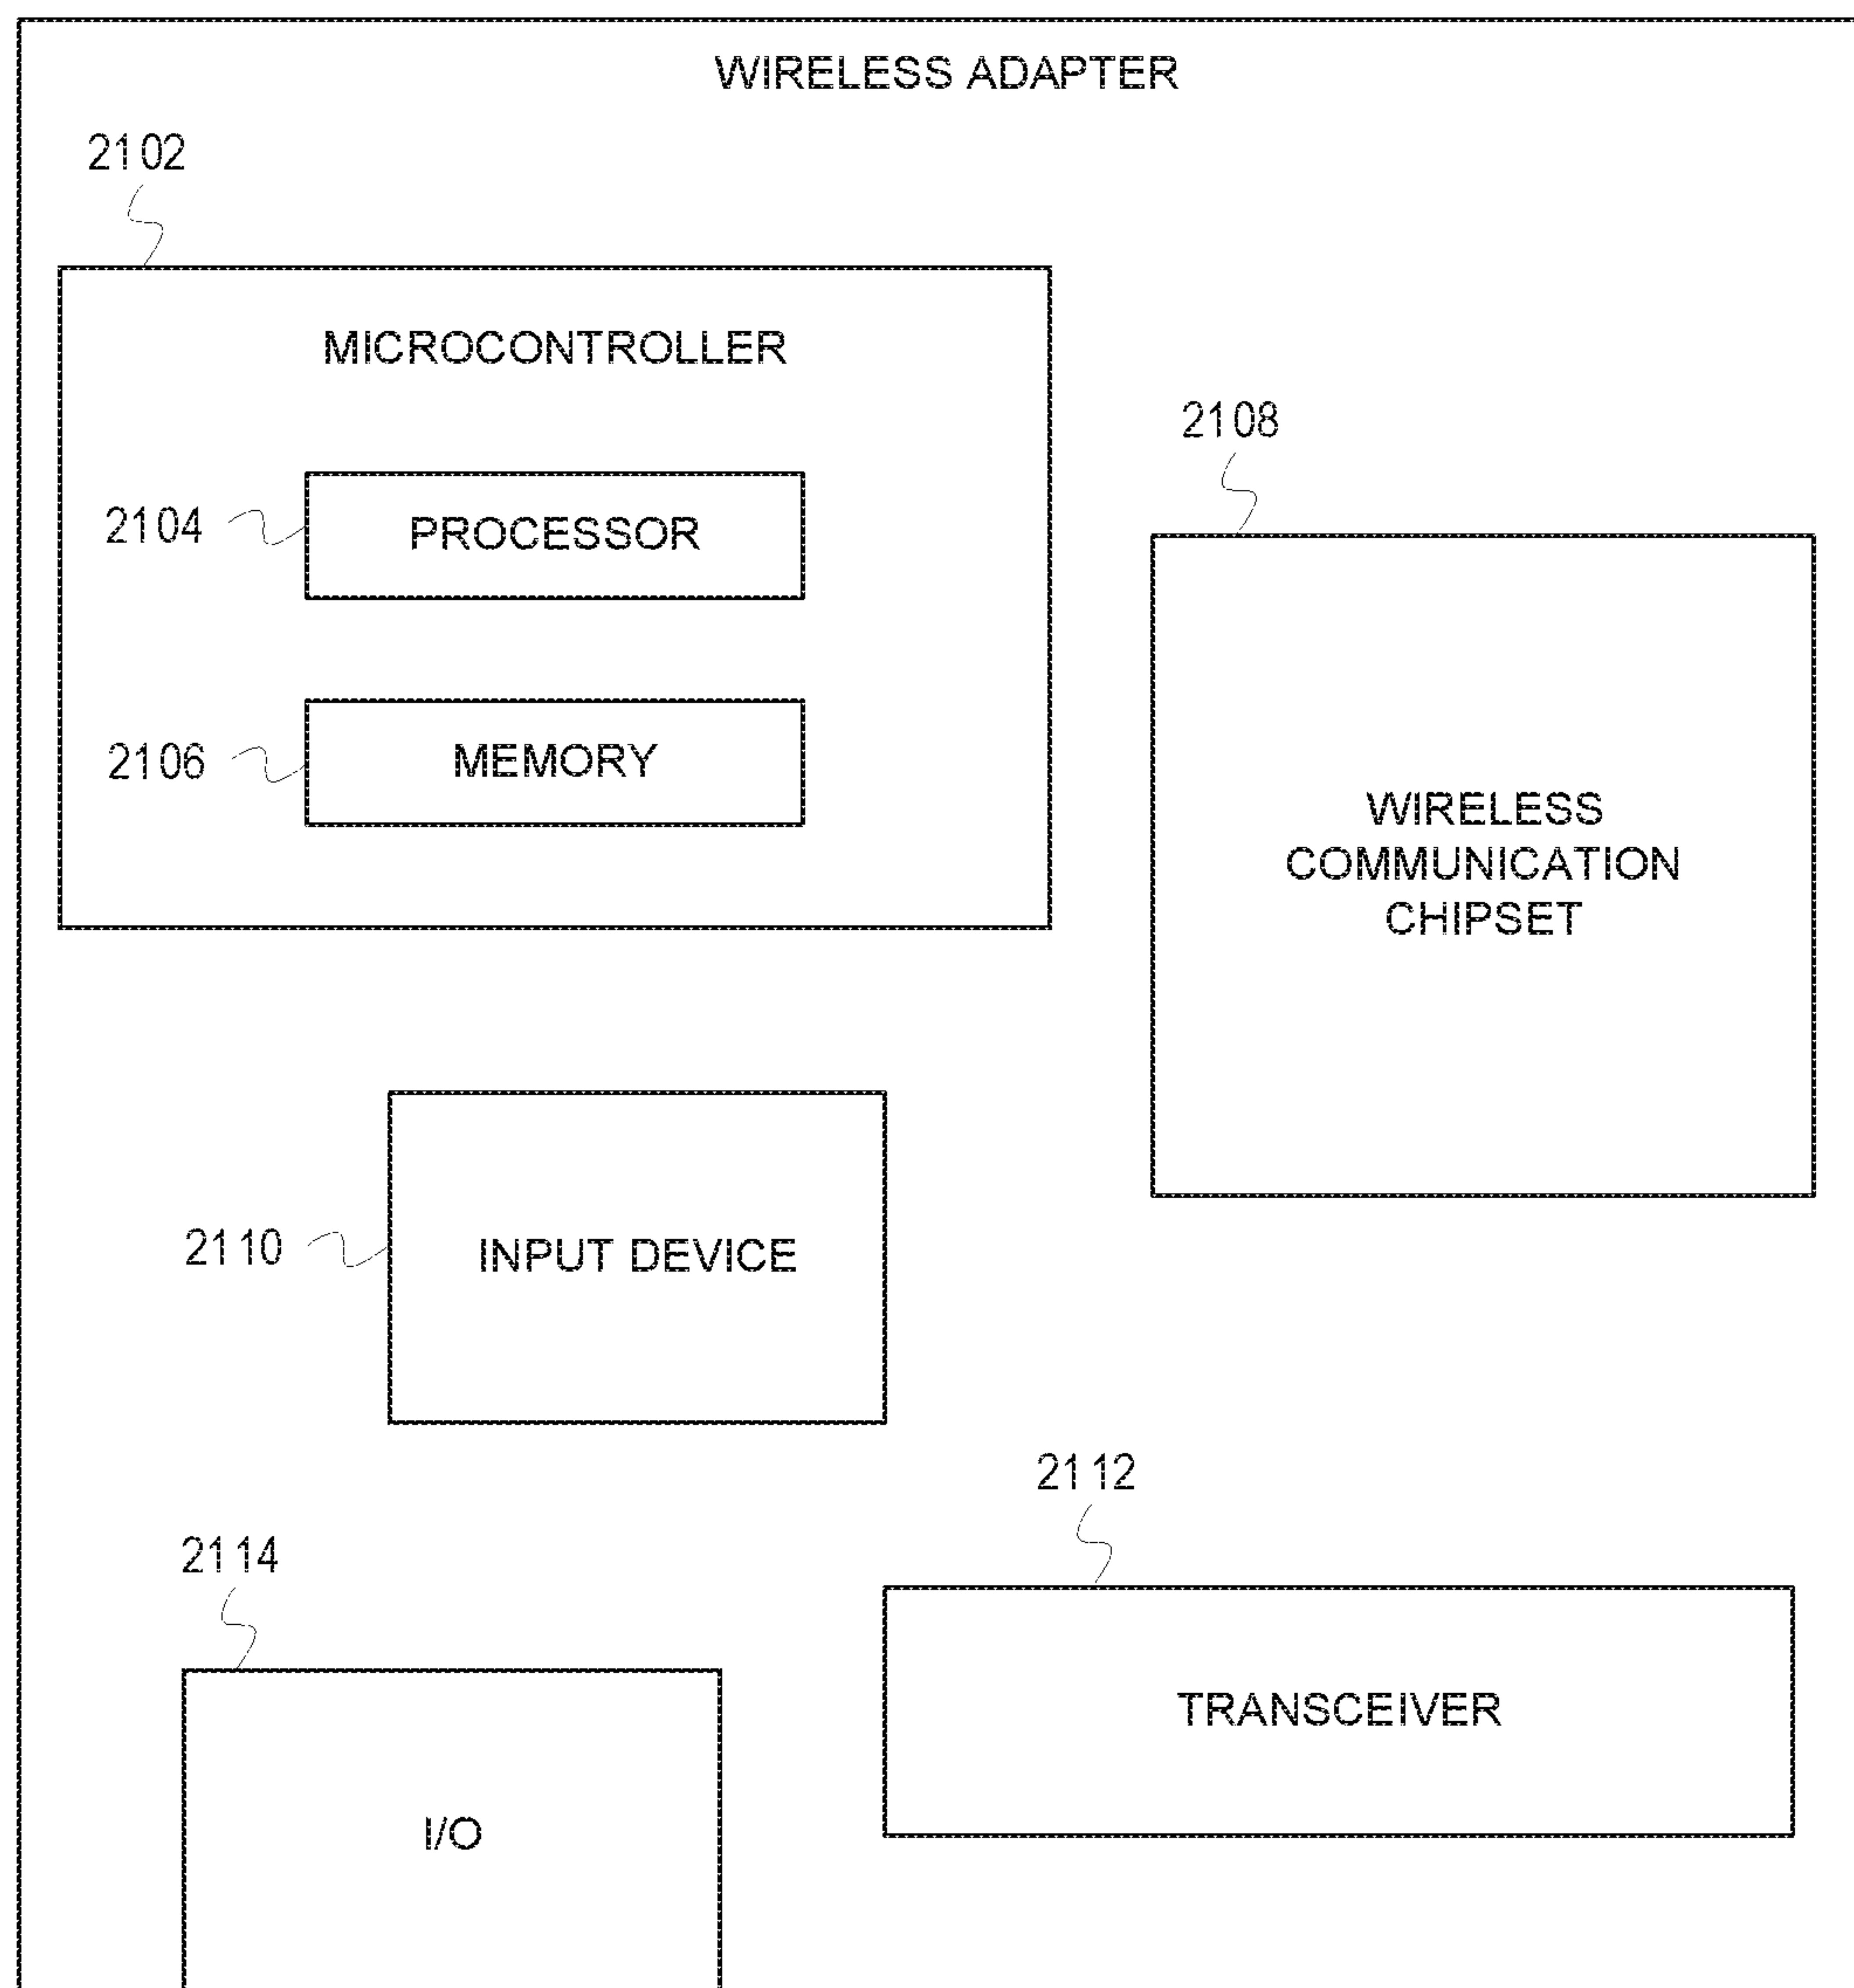 WIRELESS ADAPTER
2102
MICROCONTROLLER
2104
PROCESSOR
2106
MEMORY
2108
WIRELESS
COMMUNICATION
CHIPSET
2110
INPUT DEVICE
2112
TRANSCEIVER
2114
I/O